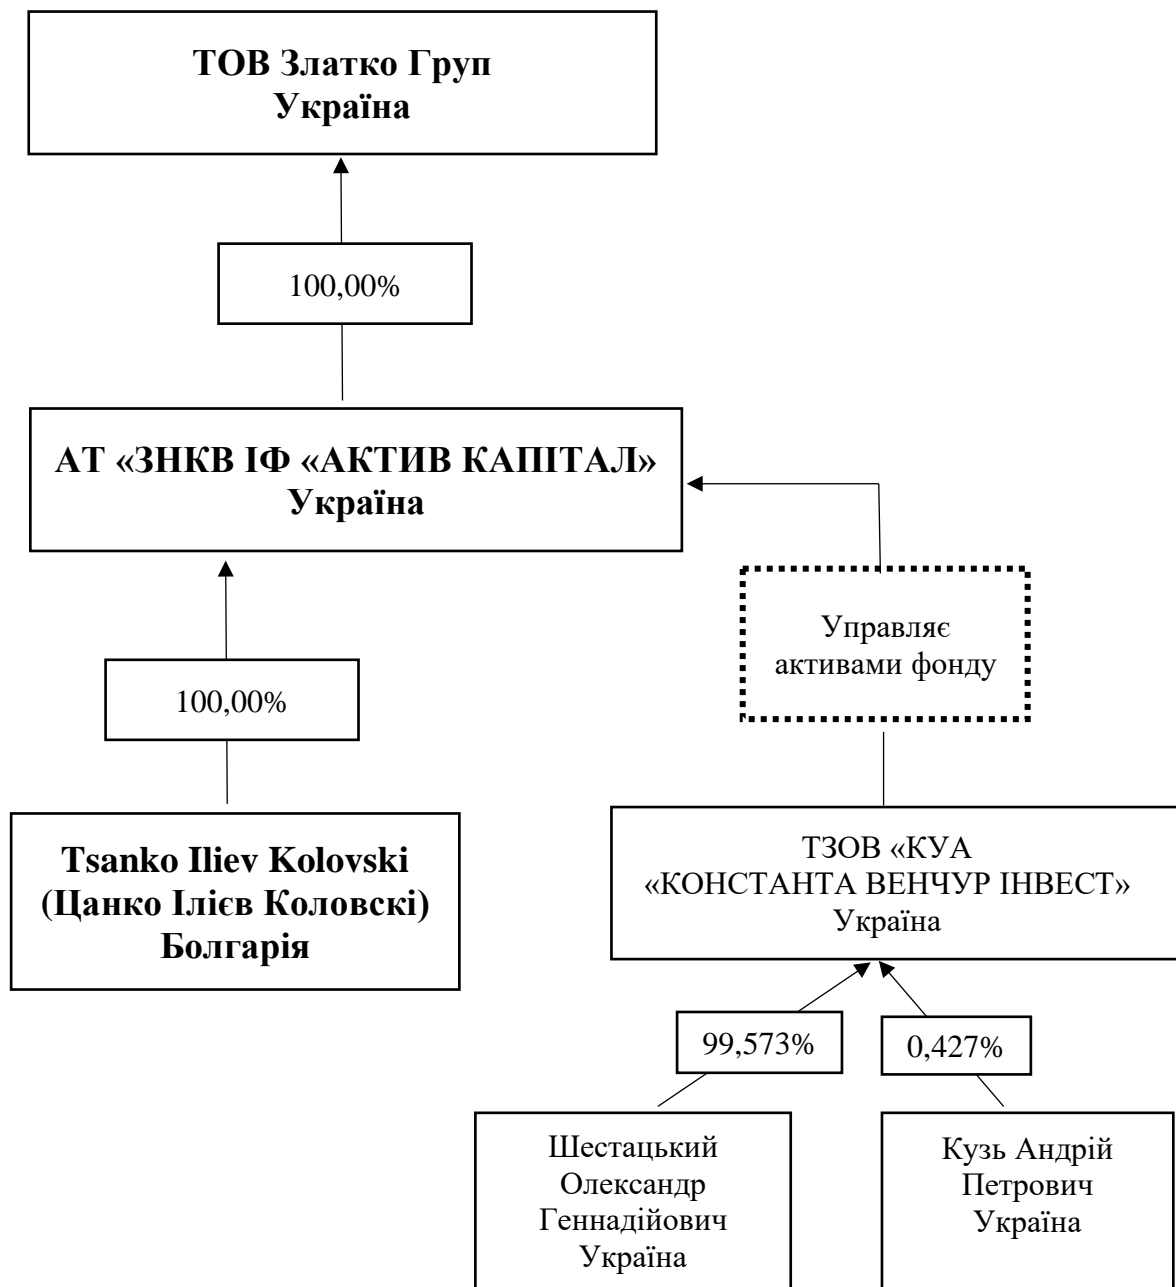 ТОВ Златко Груп
Україна
100,00%
АТ «ЗНКВ ІФ «АКТИВ КАПІТАЛ»
Україна
Управляє
активами фонду
100,00%
Tsanko Iliev Kolovski
(Цанко Ілієв Коловскі)
Болгарія
ТЗОВ «КУА
«КОНСТАНТА ВЕНЧУР ІНВЕСТ»
Україна
99,573%
0,427%
Шестацький
Олександр
Геннадійович
Україна
Кузь Андрій
Петрович
Україна